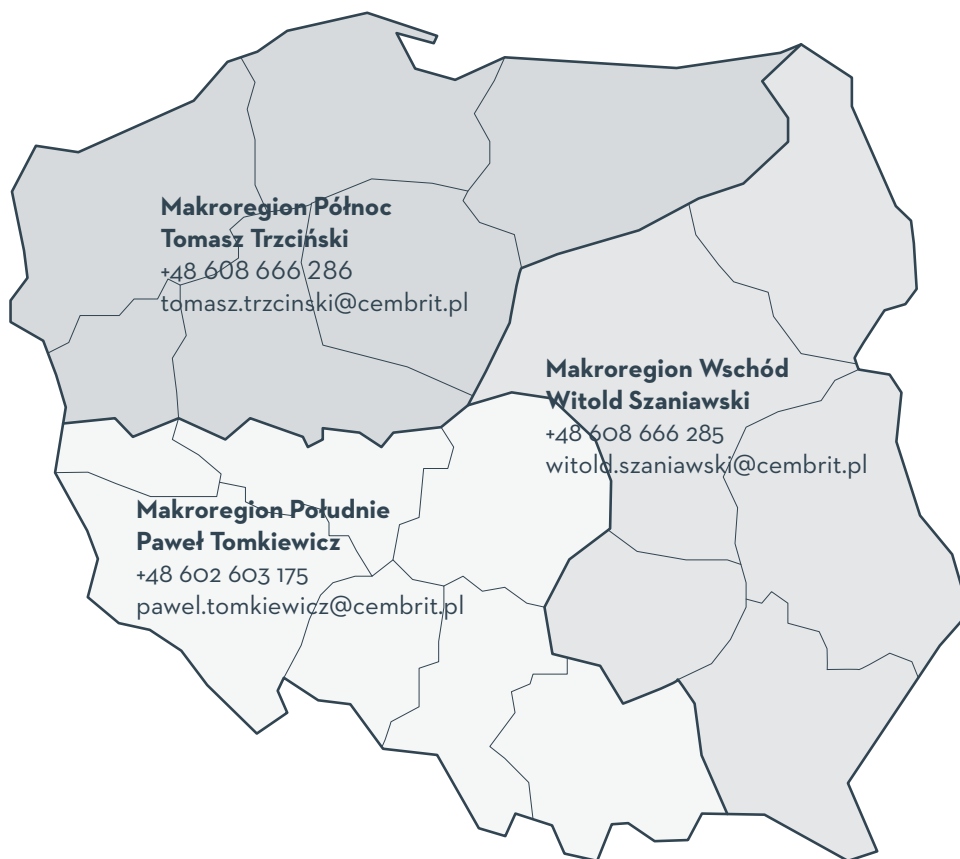 Makroregion Północ
Tomasz Trzciński
+48 608 666 286
tomasz.trzcinski@cembrit.pl
Makroregion Wschód
Witold Szaniawski
+48 608 666 285
witold.szaniawski@cembrit.pl
Makroregion Południe
Paweł Tomkiewicz
+48 602 603 175
pawel.tomkiewicz@cembrit.pl